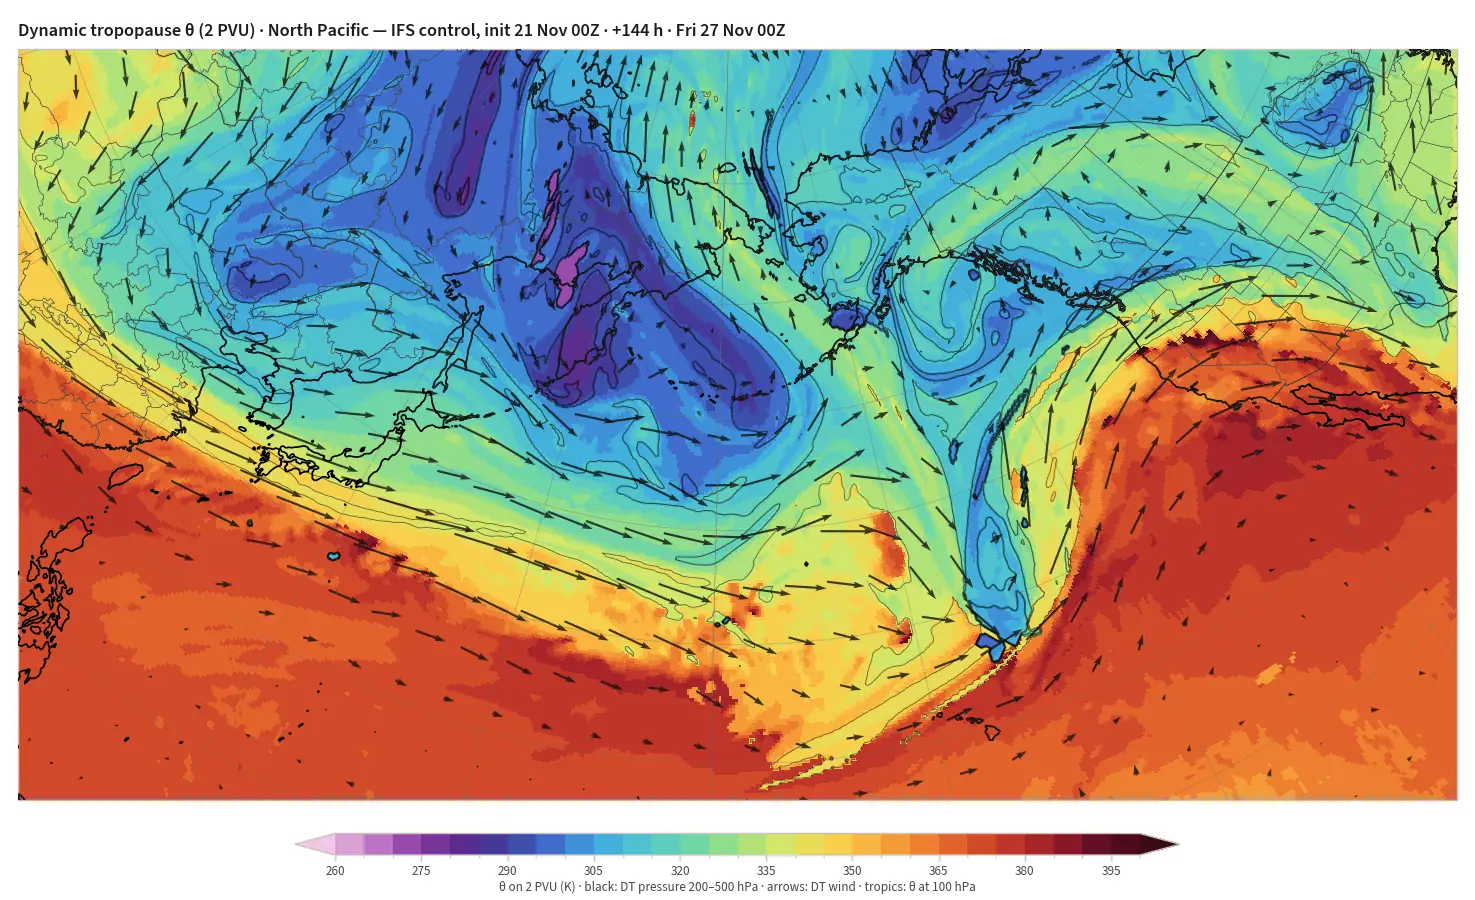 Dynamic tropopause θ (2 PVU) · North Pacific — IFS control, init 21 Nov 00Z · +144 h · Fri 27 Nov 00Z
260 275 290 305 320 335 350 365 380 395
θ on 2 PVU (K) · black: DT pressure 200–500 hPa · arrows: DT wind · tropics: θ at 100 hPa